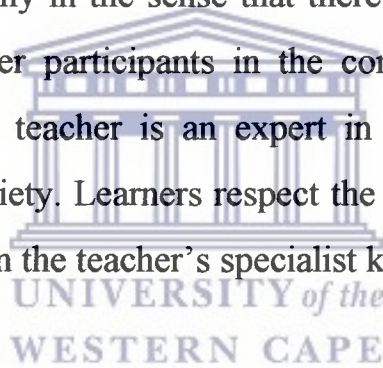 ly in the sense that there
er participants in the con
teacher is an expert in
iety. Learners respect the
n the teacher's specialist k
UNIVERSITY of the
WESTERN CAPE